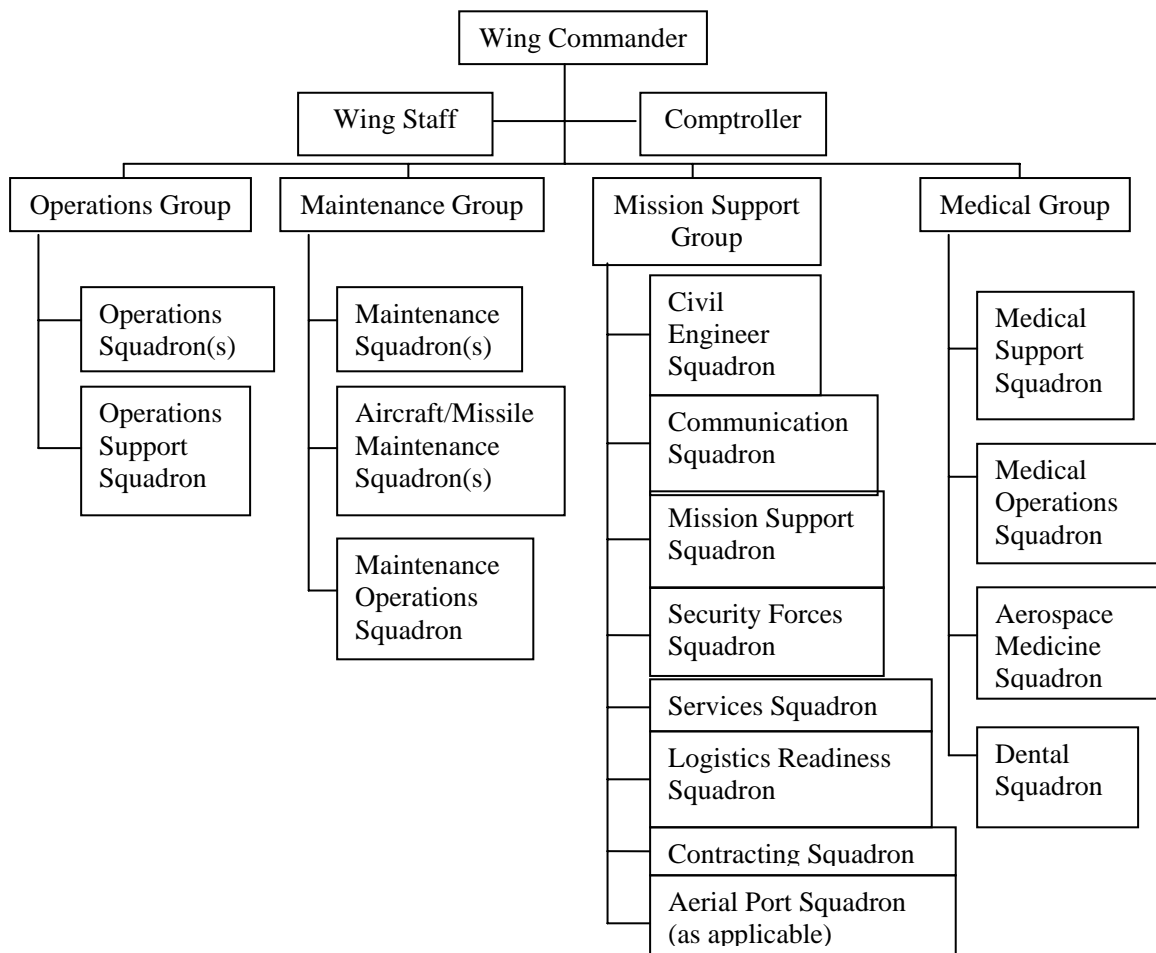 Wing Commander
Wing Staff
Comptroller
Operations Group
Maintenance Group
Mission Support
Group
Medical Group
Operations
Squadron(s)
Operations
Support
Squadron
Maintenance
Squadron(s)
Aircraft/Missile
Maintenance
Squadron(s)
Maintenance
Operations
Squadron
Civil
Engineer
Squadron
Communication
Squadron
Mission Support
Squadron
Security Forces
Squadron
Services Squadron
Logistics Readiness
Squadron
Contracting Squadron
Aerial Port Squadron
(as applicable)
Medical
Support
Squadron
Medical
Operations
Squadron
Aerospace
Medicine
Squadron
Dental
Squadron